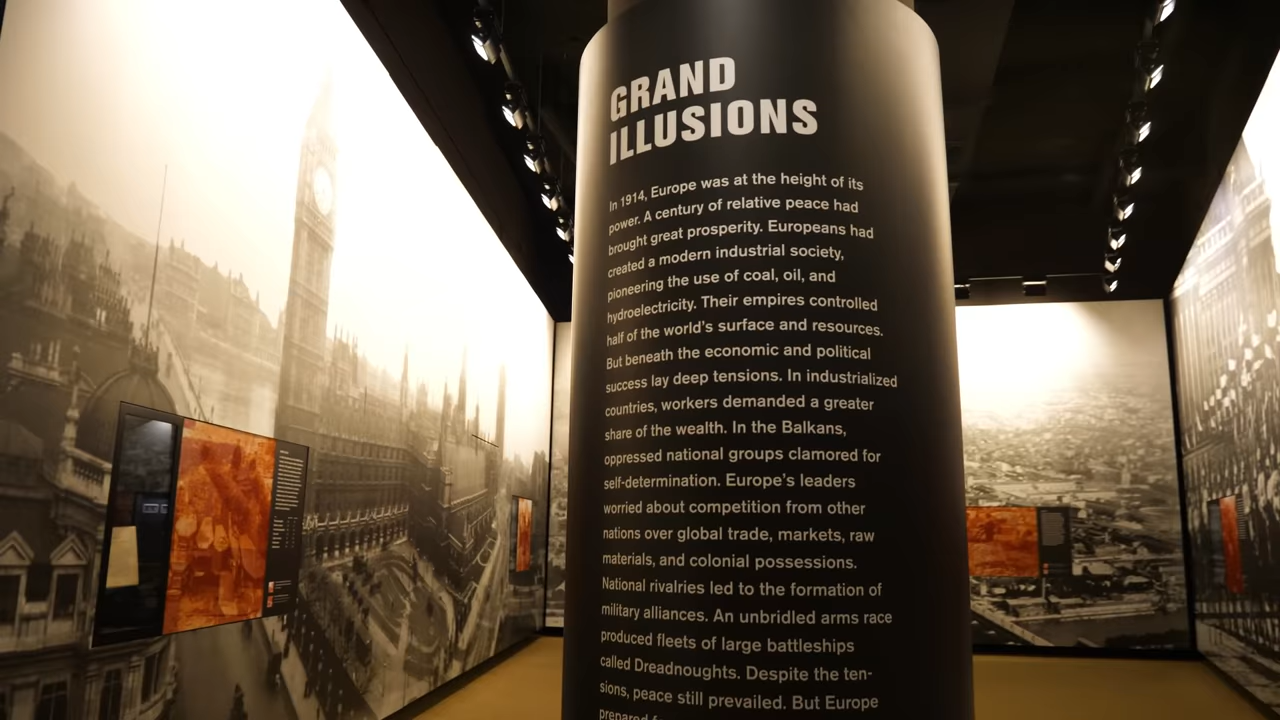 GRAND
ILLUSIONS
In 1914, Europe was at the height of its
power. A century of relative peace had
brought great prosperity. Europeans had
created a modern industrial society,
pioneering the use of coal, oil, and
hydroelectricity. Their empires controlled
half of the world's surface and resources.
But beneath the economic and political
success lay deep tensions. In industrialized
countries, workers demanded a greater
share of the wealth. In the Balkans,
oppressed national groups clamored for
self-determination. Europe's leaders
worried about competition from other
nations over global trade, markets, raw
materials, and colonial possessions.
National rivalries led to the formation of
military alliances. An unbridled arms race
produced fleets of large battleships
called Dreadnoughts. Despite the ten-
sions, peace still prevailed. But Europe
prepared